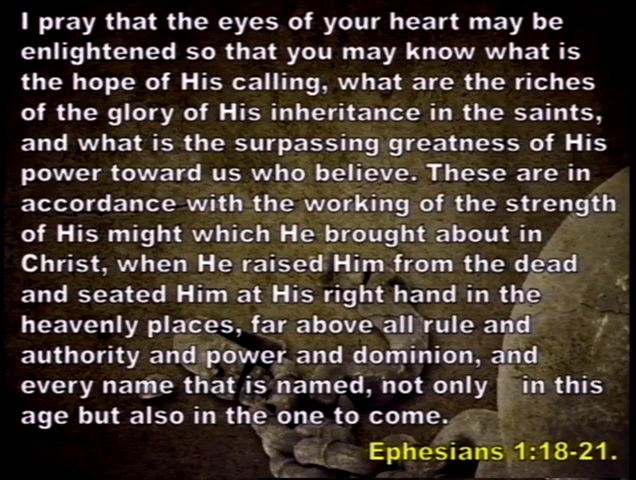 I pray that the eyes of your heart may be
enlightened so that you may know what is
the hope of His calling, what are the riches
of the glory of His inheritance in the saints,
and what is the surpassing greatness of His
power toward us who believe. These are in
accordance with the working of the strength
of His might which He brought about in
Christ, when He raised Him from the dead
and seated Him at His right hand in the
heavenly places, far above all rule and
authority and power and dominion, and
every name that is named, not only in this
age but also in the one to come.
Ephesians 1:18-21.